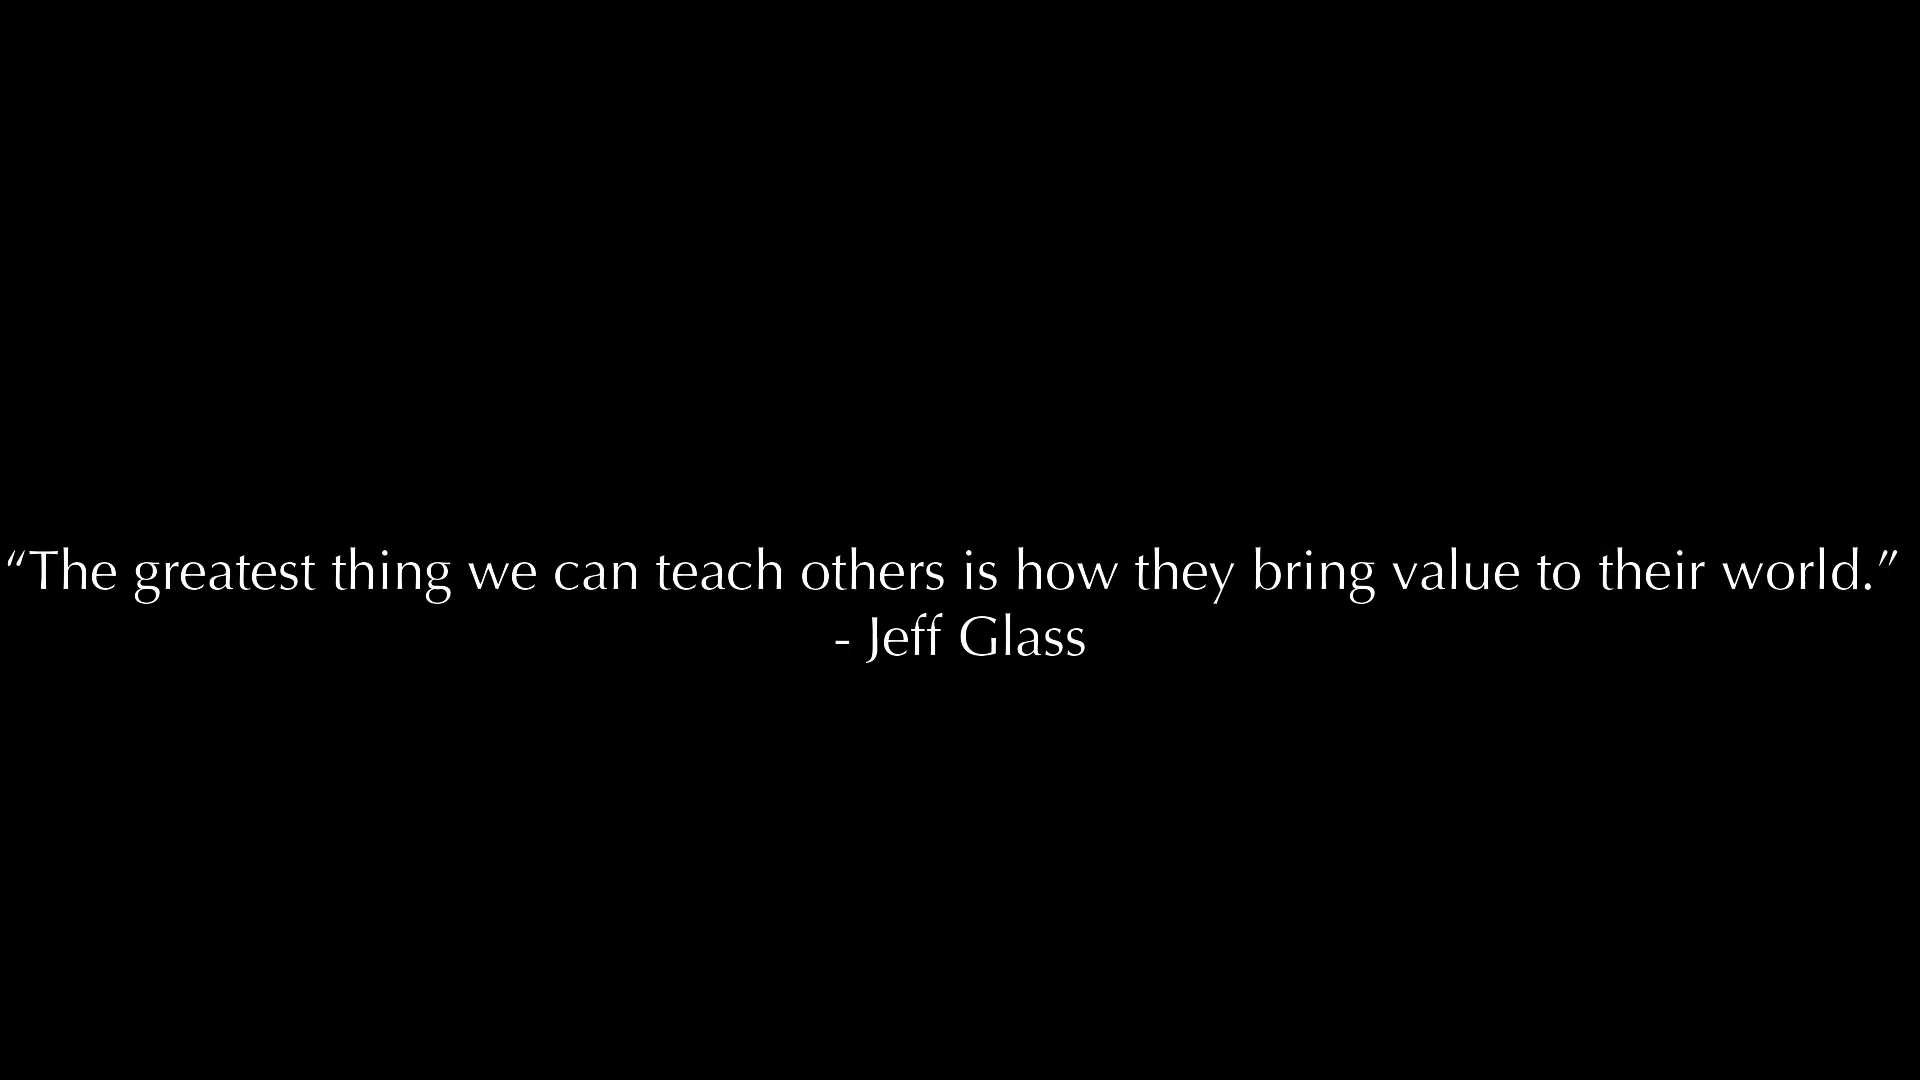 “The greatest thing we can teach others is how they bring value to their world.”
- Jeff Glass